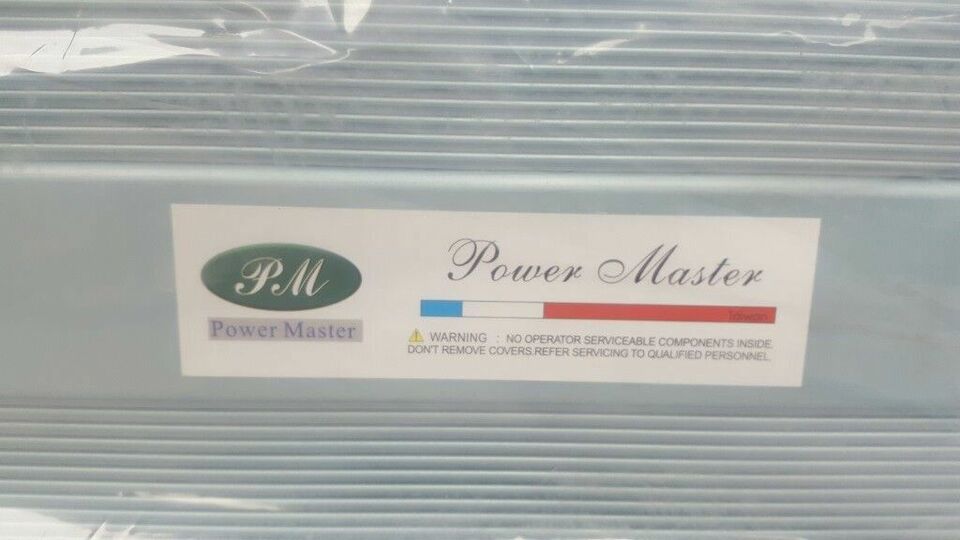 PM
Power Master
Power Master
Taiwan
WARNING : NO OPERATOR SERVICEABLE COMPONENTS INSIDE.
DON'T REMOVE COVERS.REFER SERVICING TO QUALIFIED PERSONNEL.